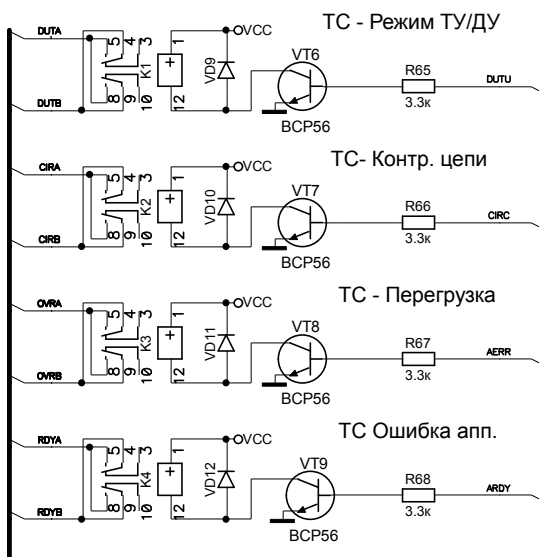 ТС - Режим ТУ/ДУ
DUTA
5 4 3
1
VCC
VT6
R65
DUTU
K1
+
VD9
3.3к
DUTB
8 9 10
12
BCP56
ТС- Контр. цепи
CIRA
5 4 3
1
VCC
VT7
R66
CIRC
K2
+
VD10
3.3к
CIRB
8 9 10
12
BCP56
ТС - Перегрузка
OVRA
5 4 3
1
VCC
VT8
R67
AERR
K3
+
VD11
3.3к
OVRB
8 9 10
12
BCP56
ТС Ошибка апп.
RDYA
5 4 3
1
VCC
VT9
R68
ARDY
K4
+
VD12
3.3к
RDYB
8 9 10
12
BCP56